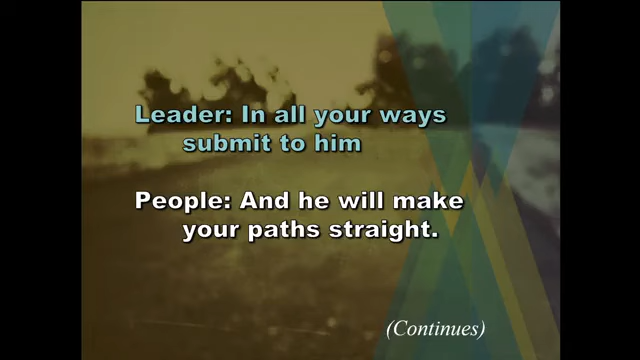 Leader: In all your ways
submit to him
People: And he will make
your paths straight.
(Continues)